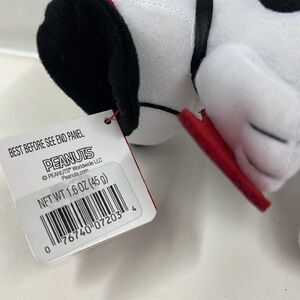 BEST BEFORE SEE END PANEL
PEANUTS
© PEANUTS Worldwide LLC
Peanuts.com
NET WT 1.6 OZ (45 g)
0 76740 07203 4